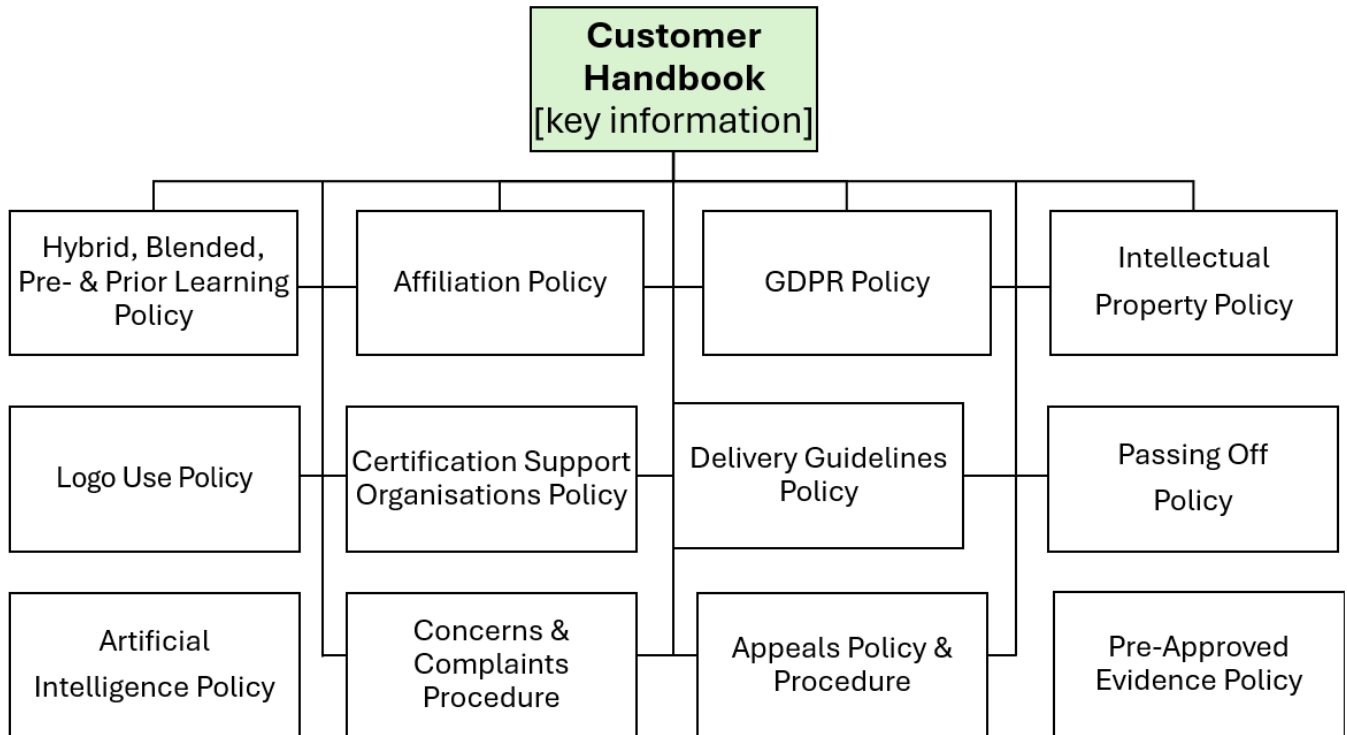 Customer
Handbook
[key information]
Hybrid, Blended,
Pre- & Prior Learning
Policy
Affiliation Policy
GDPR Policy
Intellectual
Property Policy
Logo Use Policy
Certification Support
Organisations Policy
Delivery Guidelines
Policy
Passing Off
Policy
Artificial
Intelligence Policy
Concerns &
Complaints
Procedure
Appeals Policy &
Procedure
Pre-Approved
Evidence Policy